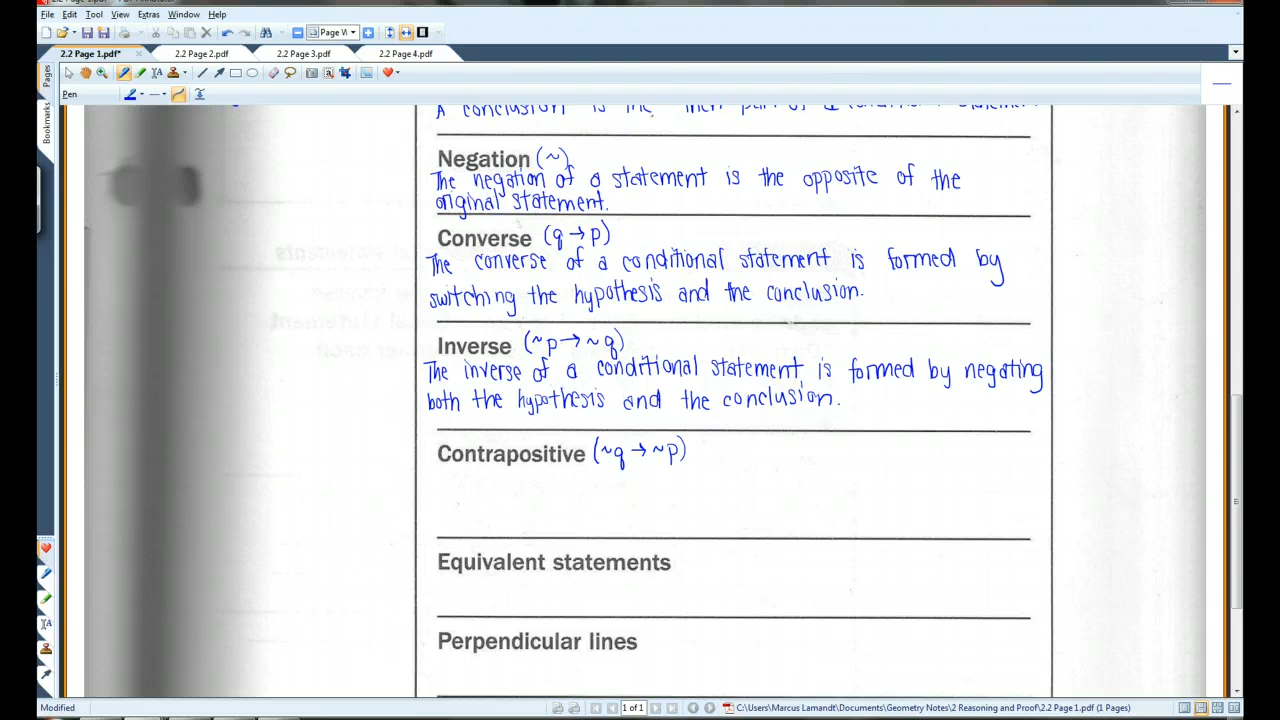 File Edit Tool View Extras Window Help
2.2 Page 1.pdf* 2.2 Page 2.pdf 2.2 Page 3.pdf 2.2 Page 4.pdf
Pen
Pages
Bookmarks
A conclusion is the
Negation (~)
The negation of a statement is the opposite of the
original statement.
Converse (q → p)
The converse of a conditional statement is formed by
switching the hypothesis and the conclusion.
Inverse (~p → ~q)
The inverse of a conditional statement is formed by negating
both the hypothesis and the conclusion.
Contrapositive (~q → ~p)
Equivalent statements
Perpendicular lines
Modified 1 of 1 C:\Users\Marcus Lamandt\Documents\Geometry Notes\2 Reasoning and Proof\2.2 Page 1.pdf (1 Pages)